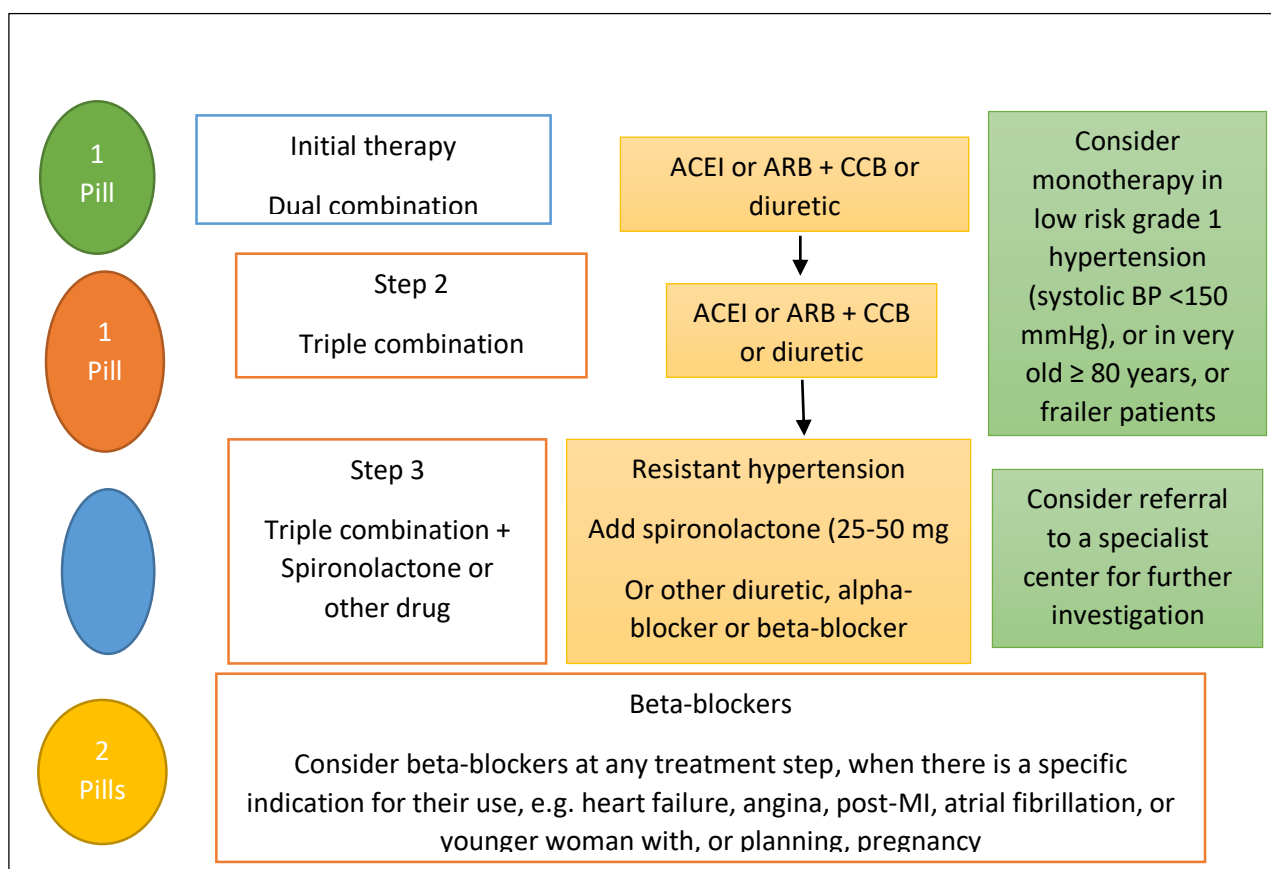 1
Pill
Initial therapy
Dual combination
ACEI or ARB + CCB or
diuretic
Consider
monotherapy in
low risk grade 1
hypertension
(systolic BP <150
mmHg), or in very
old ≥ 80 years, or
frailer patients
1
Pill
Step 2
Triple combination
ACEI or ARB + CCB
or diuretic
Step 3
Triple combination +
Spironolactone or
other drug
Resistant hypertension
Add spironolactone (25-50 mg
Or other diuretic, alpha-
blocker or beta-blocker
Consider referral
to a specialist
center for further
investigation
2
Pills
Beta-blockers
Consider beta-blockers at any treatment step, when there is a specific
indication for their use, e.g. heart failure, angina, post-MI, atrial fibrillation, or
younger woman with, or planning, pregnancy